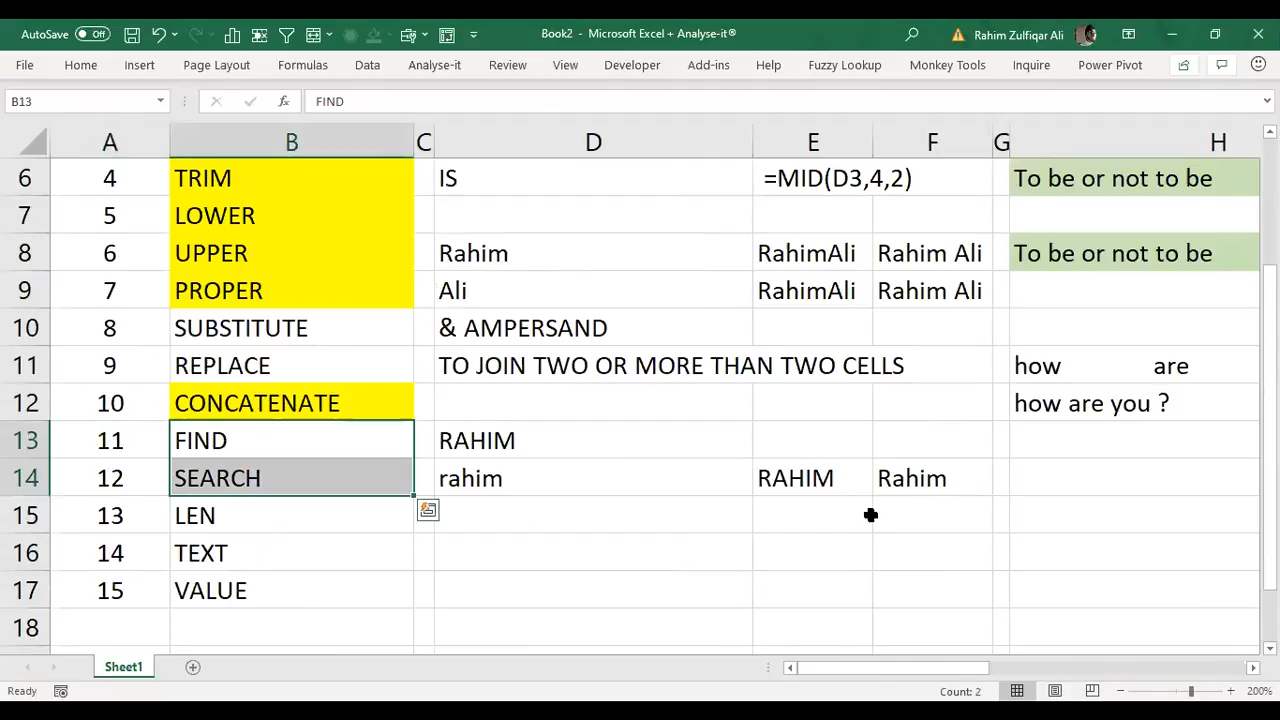 AutoSave Off Book2 - Microsoft Excel + Analyse-it® Rahim Zulfiqar Ali
File Home Insert Page Layout Formulas Data Analyse-it Review View Developer Add-ins Help Fuzzy Lookup Monkey Tools Inquire Power Pivot
B13 fx FIND
A B C D E F G H
6 4 TRIM IS =MID(D3,4,2) To be or not to be
7 5 LOWER
8 6 UPPER Rahim RahimAli Rahim Ali To be or not to be
9 7 PROPER Ali RahimAli Rahim Ali
10 8 SUBSTITUTE & AMPERSAND
11 9 REPLACE TO JOIN TWO OR MORE THAN TWO CELLS how are
12 10 CONCATENATE how are you ?
13 11 FIND RAHIM
14 12 SEARCH rahim RAHIM Rahim
15 13 LEN
16 14 TEXT
17 15 VALUE
18
Sheet1
Ready Count: 2 200%